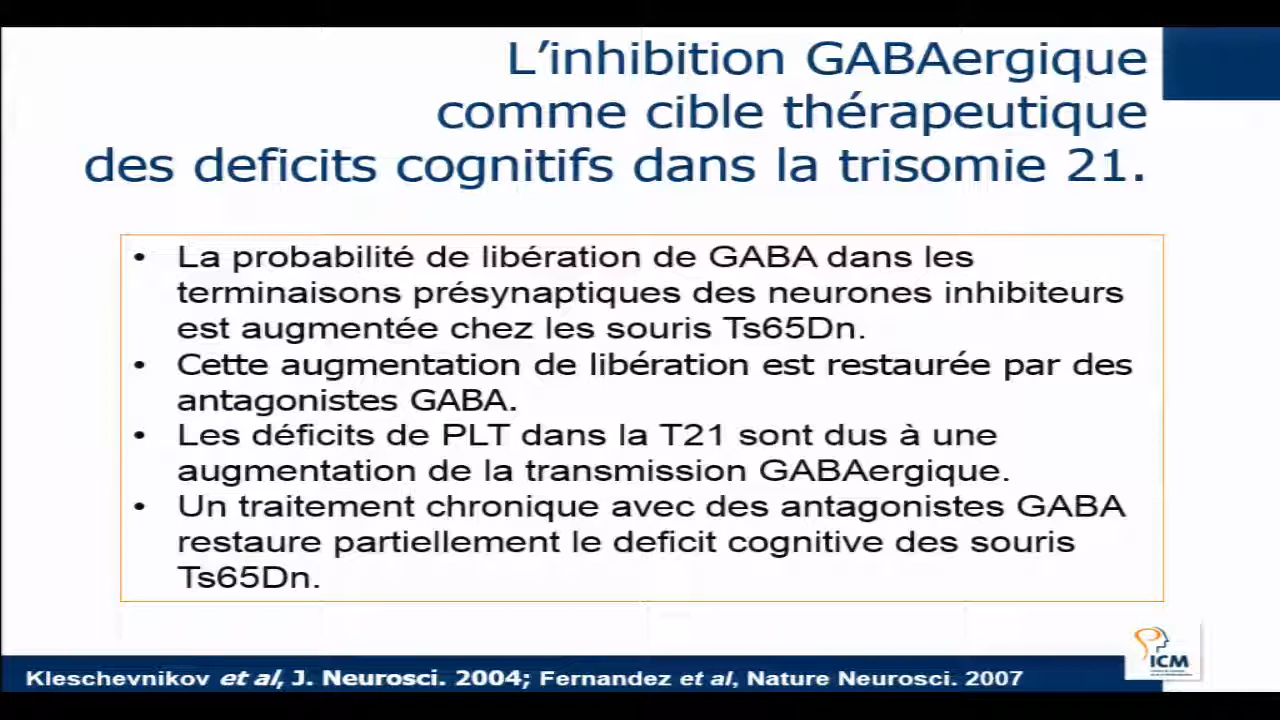 L’inhibition GABAergique
comme cible thérapeutique
des deficits cognitifs dans la trisomie 21.
• La probabilité de libération de GABA dans les
terminaisons présynaptiques des neurones inhibiteurs
est augmentée chez les souris Ts65Dn.
• Cette augmentation de libération est restaurée par des
antagonistes GABA.
• Les déficits de PLT dans la T21 sont dus à une
augmentation de la transmission GABAergique.
• Un traitement chronique avec des antagonistes GABA
restaure partiellement le deficit cognitive des souris
Ts65Dn.
ICM
Kleschevnikov et al, J. Neurosci. 2004; Fernandez et al, Nature Neurosci. 2007